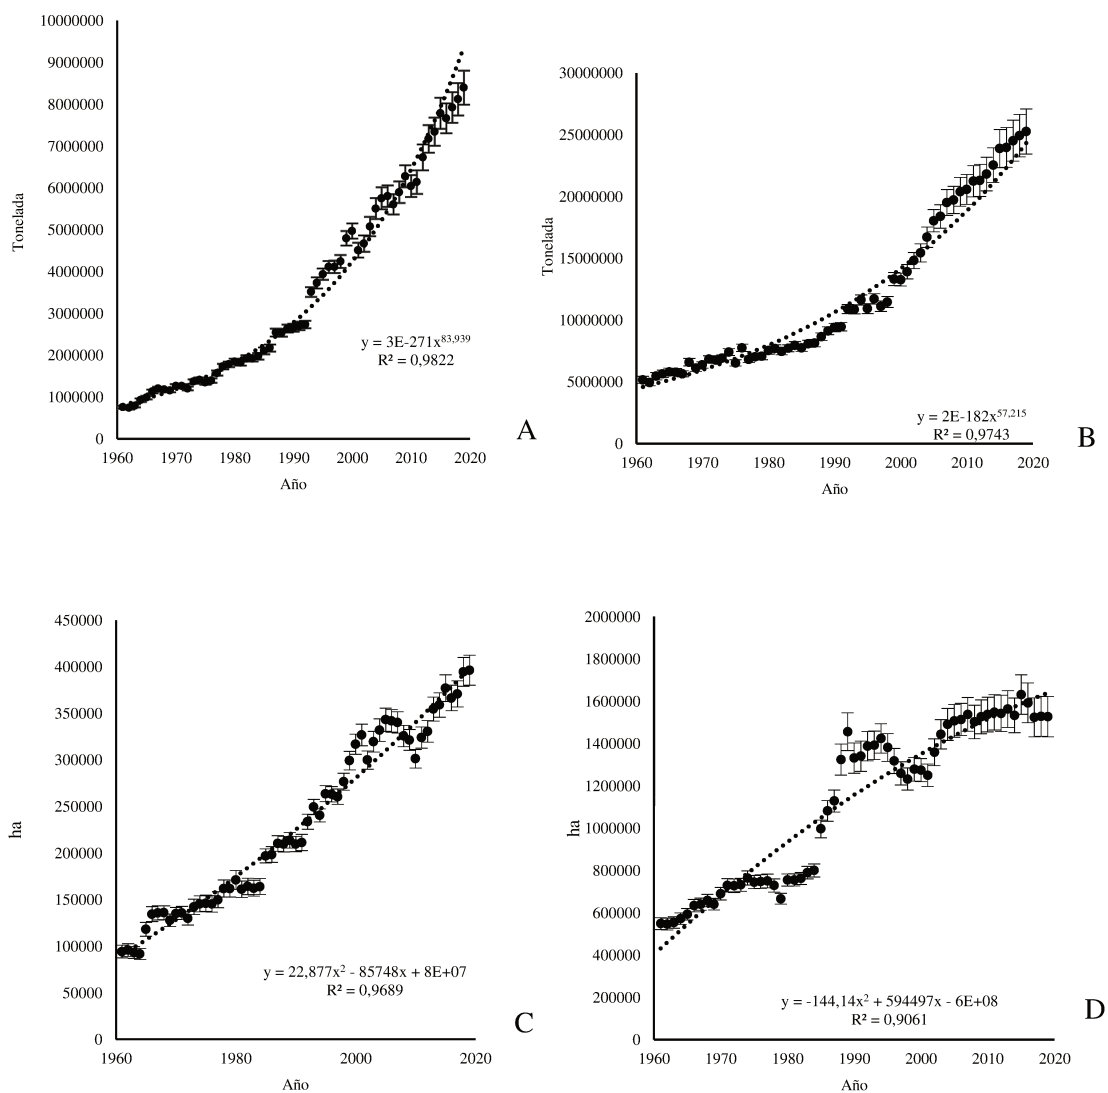 10000000
9000000
8000000
7000000
6000000
5000000
4000000
3000000
2000000
1000000
0
Tonelada
1960 1970 1980 1990 2000 2010 2020
Año
y = 3E-271x^83,939
R² = 0,9822
A
30000000
25000000
20000000
15000000
10000000
5000000
0
Tonelada
1960 1970 1980 1990 2000 2010 2020
Año
y = 2E-182x^57,215
R² = 0,9743
B
450000
400000
350000
300000
250000
200000
150000
100000
50000
0
ha
1960 1980 2000 2020
Año
y = 22,877x² - 85748x + 8E+07
R² = 0,9689
C
2000000
1800000
1600000
1400000
1200000
1000000
800000
600000
400000
200000
0
ha
1960 1970 1980 1990 2000 2010 2020
Año
y = -144,14x² + 594497x - 6E+08
R² = 0,9061
D